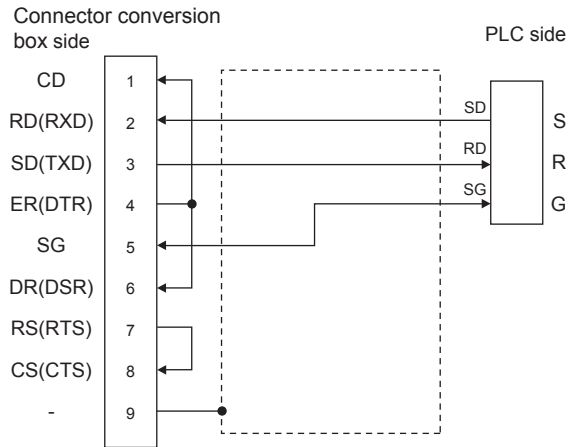 Connector conversion
box side
PLC side
CD 1
RD(RXD) 2 SD S
SD(TXD) 3 RD R
ER(DTR) 4 SG G
SG 5
DR(DSR) 6
RS(RTS) 7
CS(CTS) 8
- 9